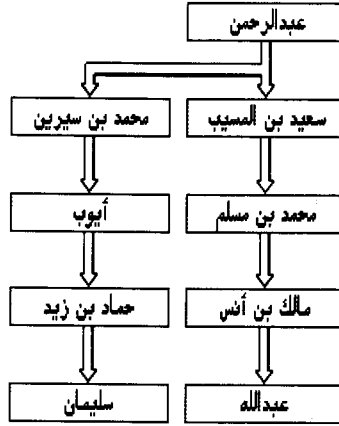 عبدالرحمن
سعيد بن المسيب
محمد بن سيرين
محمد بن مسلم
أيوب
مالك بن أنس
حماد بن زيد
عبدالله
سليمان